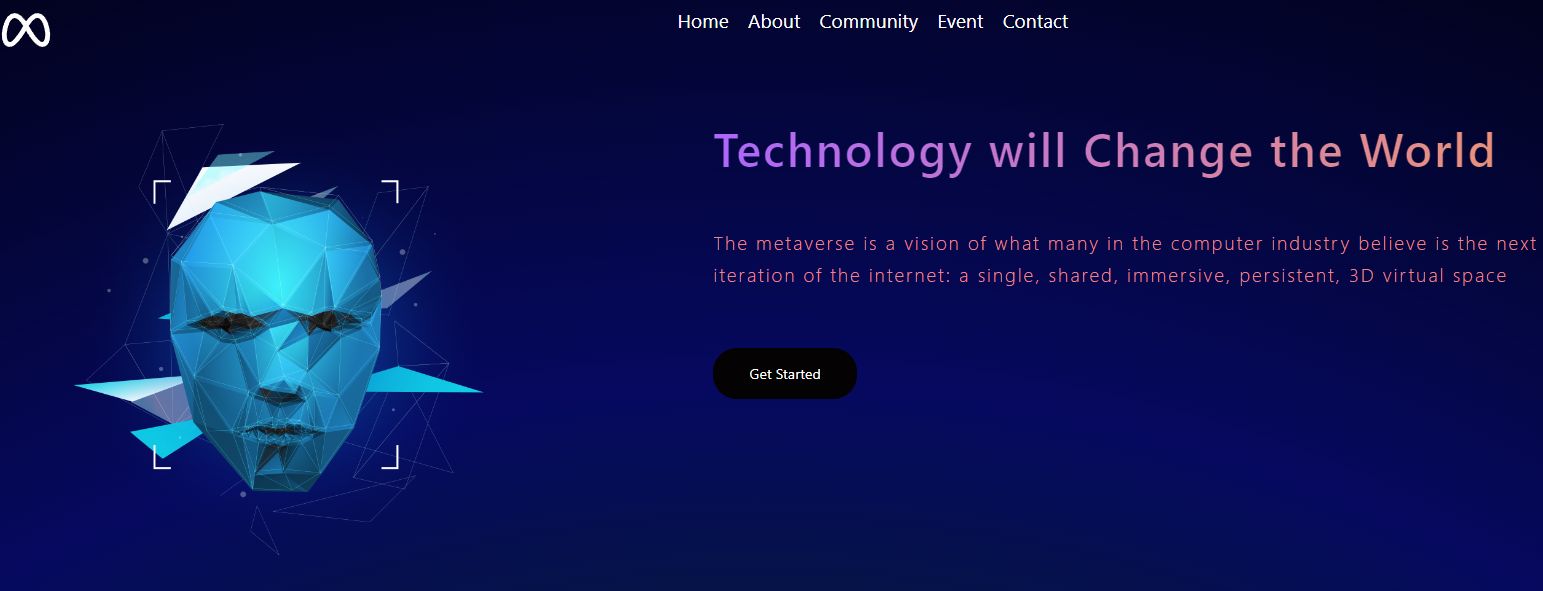 Home About Community Event Contact
Technology will Change the World
The metaverse is a vision of what many in the computer industry believe is the next
iteration of the internet: a single, shared, immersive, persistent, 3D virtual space
Get Started